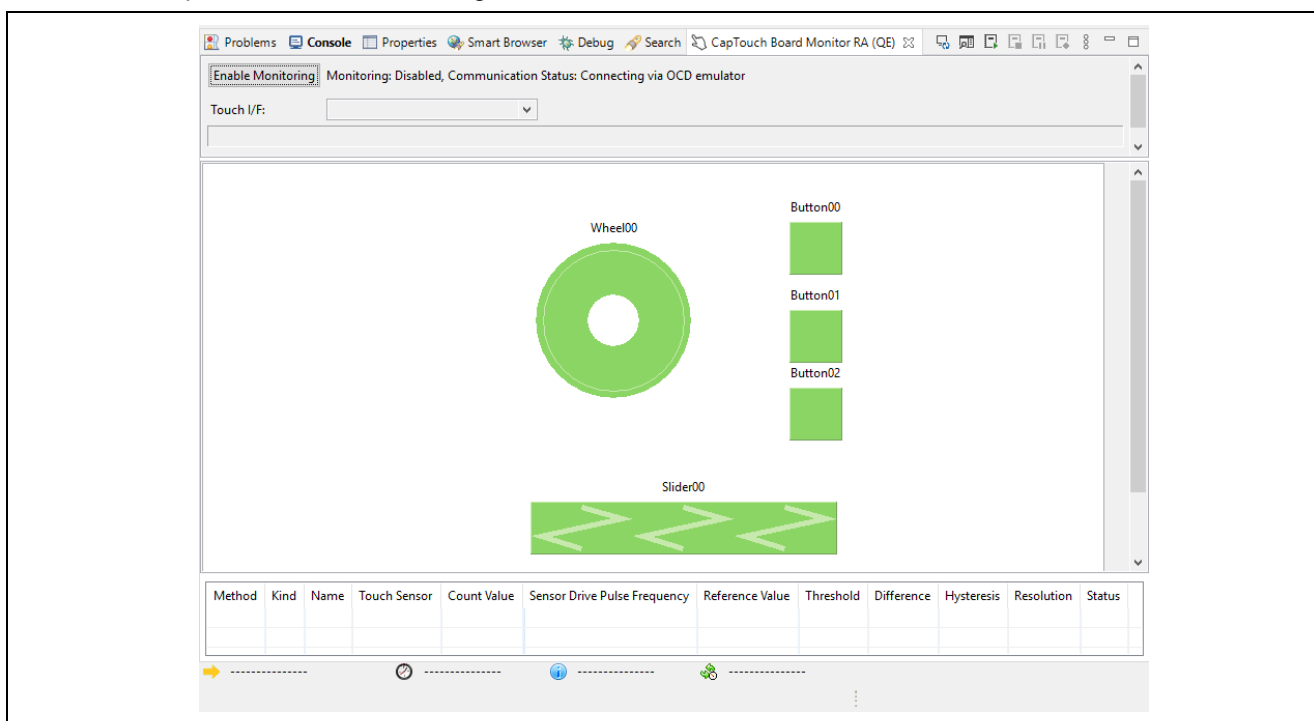 Problems Console Properties Smart Browser Debug Search CapTouch Board Monitor RA (QE)
Enable Monitoring Monitoring: Disabled, Communication Status: Connecting via OCD emulator
Touch I/F:
Button00
Wheel00
Button01
Button02
Slider00
Method Kind Name Touch Sensor Count Value Sensor Drive Pulse Frequency Reference Value Threshold Difference Hysteresis Resolution Status
--------------- --------------- --------------- ---------------